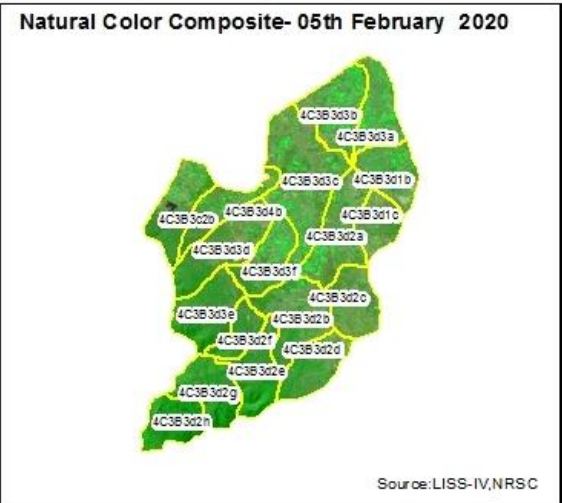 Natural Color Composite- 05th February 2020
4C3B3d3b
4C3B3d3a
4C3B3d3c
4C3B3d1b
4C3B3d4b
4C3B3c2b
4C3B3d1c
4C3B3d2a
4C3B3d3d
4C3B3d3f
4C3B3d2c
4C3B3d3e
4C3B3d2b
4C3B3d2f
4C3B3d2d
4C3B3d2e
4C3B3d2g
4C3B3d2h
Source:LISS-IV,NRSC